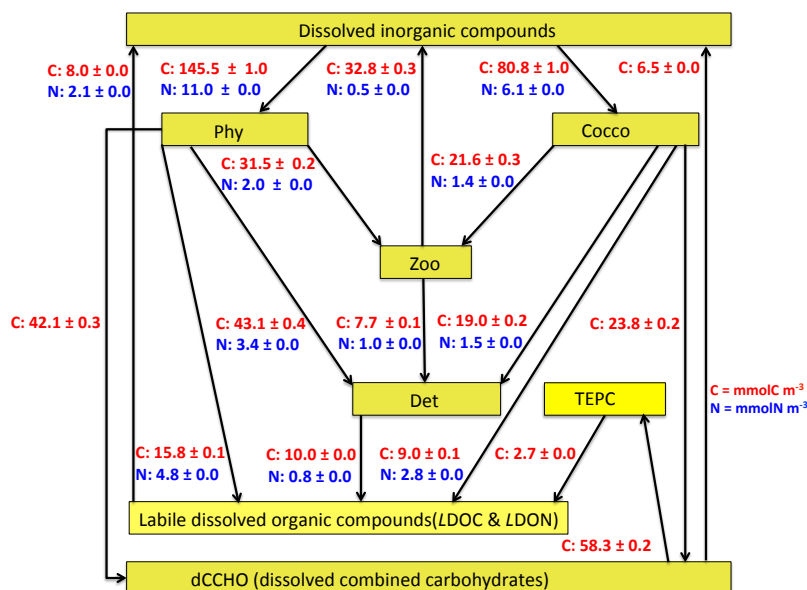 Dissolved inorganic compounds
C: 8.0 ± 0.0
N: 2.1 ± 0.0
C: 145.5 ± 1.0
N: 11.0 ± 0.0
C: 32.8 ± 0.3
N: 0.5 ± 0.0
C: 80.8 ± 1.0
N: 6.1 ± 0.0
C: 6.5 ± 0.0
Phy
Cocco
C: 31.5 ± 0.2
N: 2.0 ± 0.0
C: 21.6 ± 0.3
N: 1.4 ± 0.0
Zoo
C: 42.1 ± 0.3
C: 43.1 ± 0.4
N: 3.4 ± 0.0
C: 7.7 ± 0.1
N: 1.0 ± 0.0
C: 19.0 ± 0.2
N: 1.5 ± 0.0
C: 23.8 ± 0.2
Det
TEPC
C = mmolC m⁻³
N = mmolN m⁻³
C: 15.8 ± 0.1
N: 4.8 ± 0.0
C: 10.0 ± 0.0
N: 0.8 ± 0.0
C: 9.0 ± 0.1
N: 2.8 ± 0.0
C: 2.7 ± 0.0
Labile dissolved organic compounds(LDOC & LDON)
C: 58.3 ± 0.2
dCCHO (dissolved combined carbohydrates)